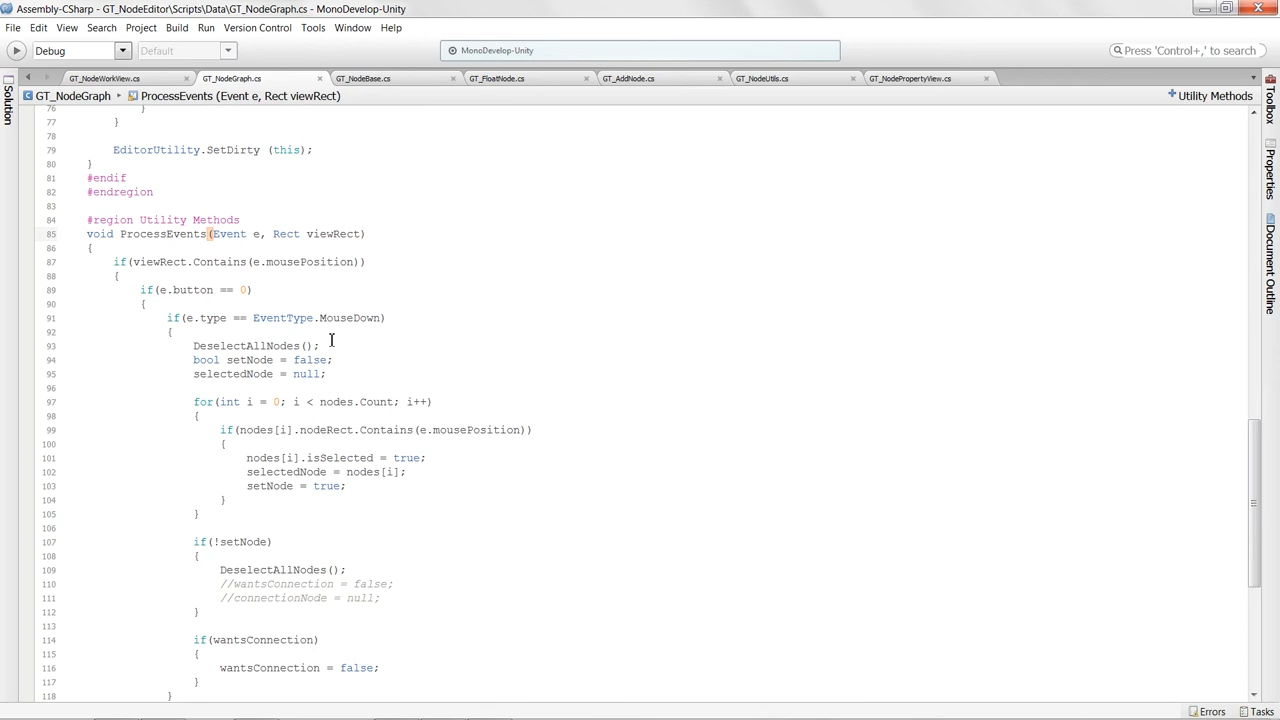 Assembly-CSharp - GT_NodeEditor\Scripts\Data\GT_NodeGraph.cs - MonoDevelop-Unity
File Edit View Search Project Build Run Version Control Tools Window Help
Debug Default MonoDevelop-Unity Press 'Control+,' to search
GT_NodeWorkView.cs GT_NodeGraph.cs GT_NodeBase.cs GT_FloatNode.cs GT_AddNode.cs GT_NodeUtils.cs GT_NodePropertyView.cs
GT_NodeGraph ProcessEvents (Event e, Rect viewRect) Utility Methods
Solution
Toolbox
Properties
Document Outline
76 }
77 }
78
79 EditorUtility.SetDirty (this);
80 }
81 #endif
82 #endregion
83
84 #region Utility Methods
85 void ProcessEvents(Event e, Rect viewRect)
86 {
87 if(viewRect.Contains(e.mousePosition))
88 {
89 if(e.button == 0)
90 {
91 if(e.type == EventType.MouseDown)
92 {
93 DeselectAllNodes();
94 bool setNode = false;
95 selectedNode = null;
96
97 for(int i = 0; i < nodes.Count; i++)
98 {
99 if(nodes[i].nodeRect.Contains(e.mousePosition))
100 {
101 nodes[i].isSelected = true;
102 selectedNode = nodes[i];
103 setNode = true;
104 }
105 }
106
107 if(!setNode)
108 {
109 DeselectAllNodes();
110 //wantsConnection = false;
111 //connectionNode = null;
112 }
113
114 if(wantsConnection)
115 {
116 wantsConnection = false;
117 }
118 }
Errors Tasks